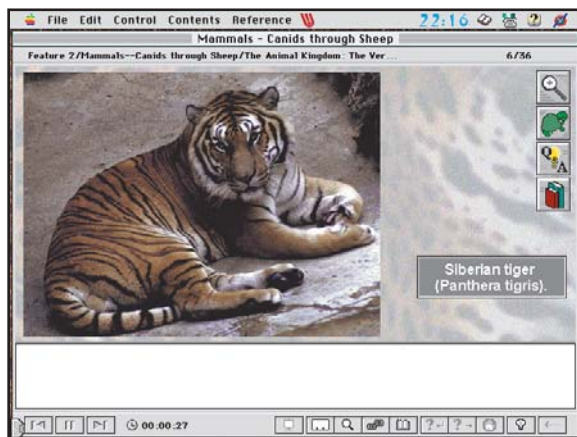 File Edit Control Contents Reference 22:16
Mammals - Canids through Sheep
Feature 2/Mammals--Canids through Sheep/The Animal Kingdom: The Ver... 6/36
Q A
Siberian tiger
(Panthera tigris).
00:00:27